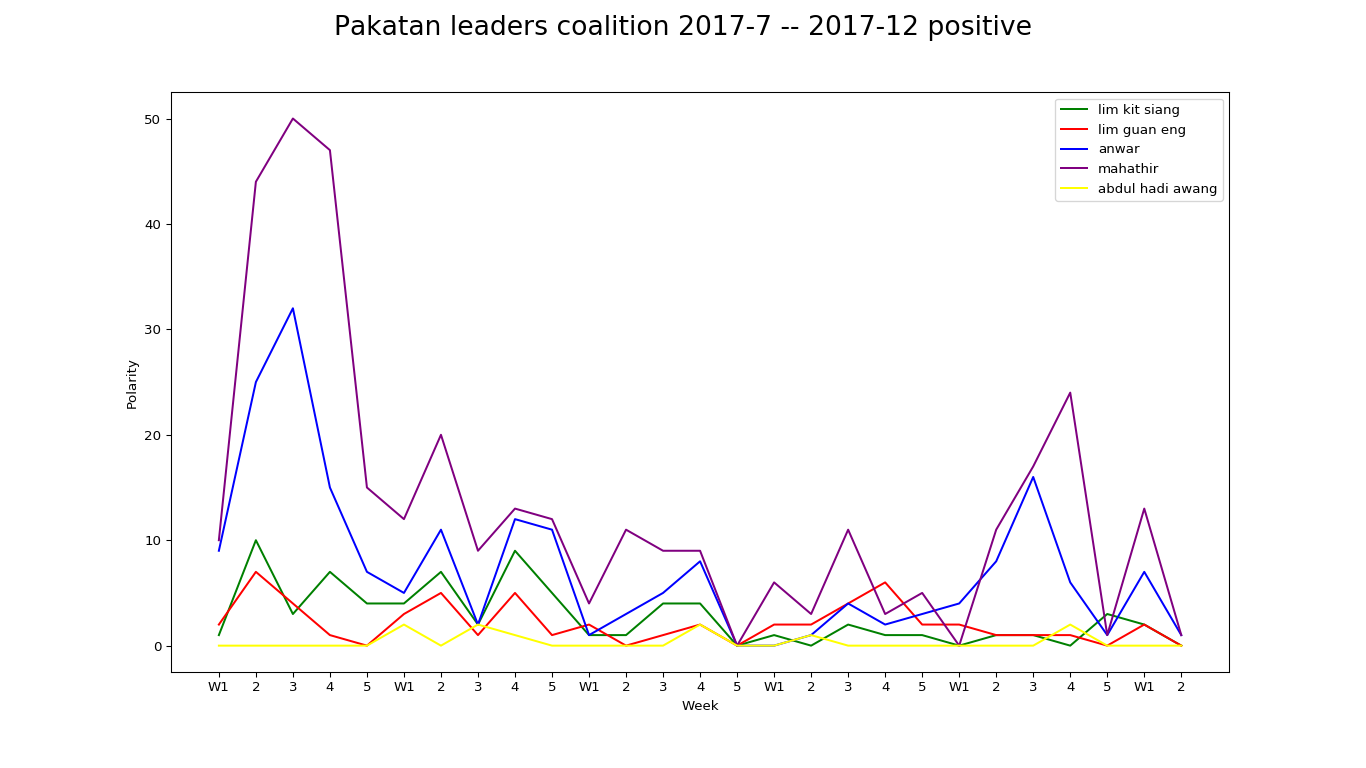 Pakatan leaders coalition 2017-7 -- 2017-12 positive
lim kit siang
lim guan eng
anwar
mahathir
abdul hadi awang
50
40
30
20
10
0
Polarity
W1 2 3 4 5 W1 2 3 4 5 W1 2 3 4 5 W1 2 3 4 5 W1 2 3 4 5 W1 2
Week